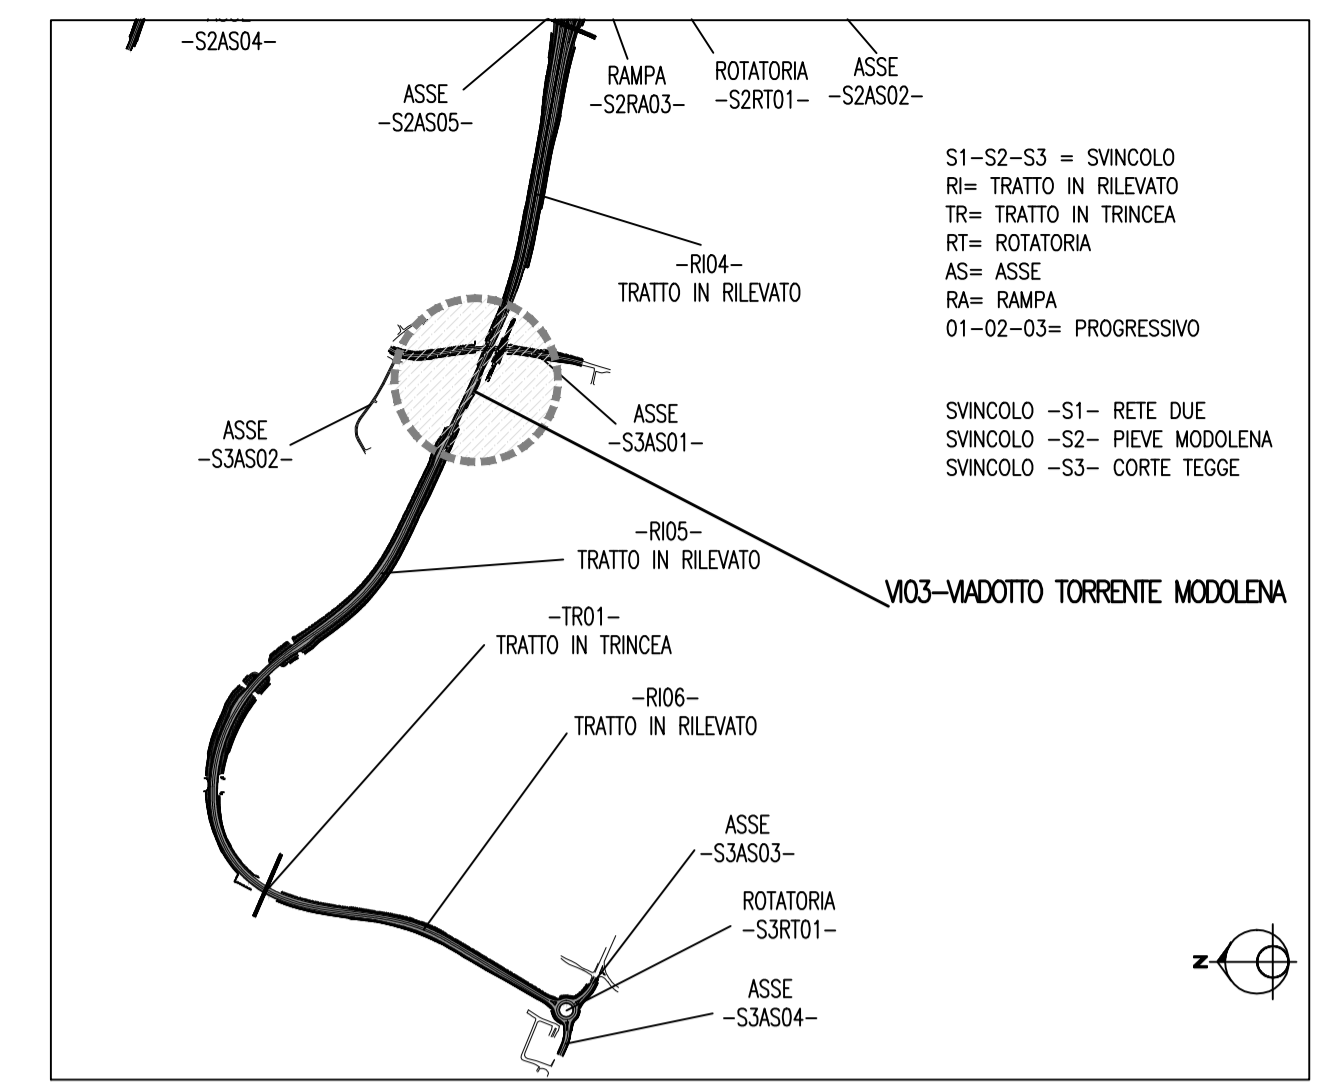 -S2AS04-
ASSE
-S2AS05-
RAMPA
-S2RA03-
ROTATORIA
-S2RT01-
ASSE
-S2AS02-
S1-S2-S3 = SVINCOLO
RI= TRATTO IN RILEVATO
TR= TRATTO IN TRINCEA
RT= ROTATORIA
AS= ASSE
RA= RAMPA
01-02-03= PROGRESSIVO
-RI04-
TRATTO IN RILEVATO
ASSE
-S3AS02-
ASSE
-S3AS01-
SVINCOLO -S1- RETE DUE
SVINCOLO -S2- PIEVE MODOLENA
SVINCOLO -S3- CORTE TEGGE
-RI05-
TRATTO IN RILEVATO
VI03-VIADOTTO TORRENTE MODOLENA
-TR01-
TRATTO IN TRINCEA
-RI06-
TRATTO IN RILEVATO
ASSE
-S3AS03-
ROTATORIA
-S3RT01-
N
ASSE
-S3AS04-